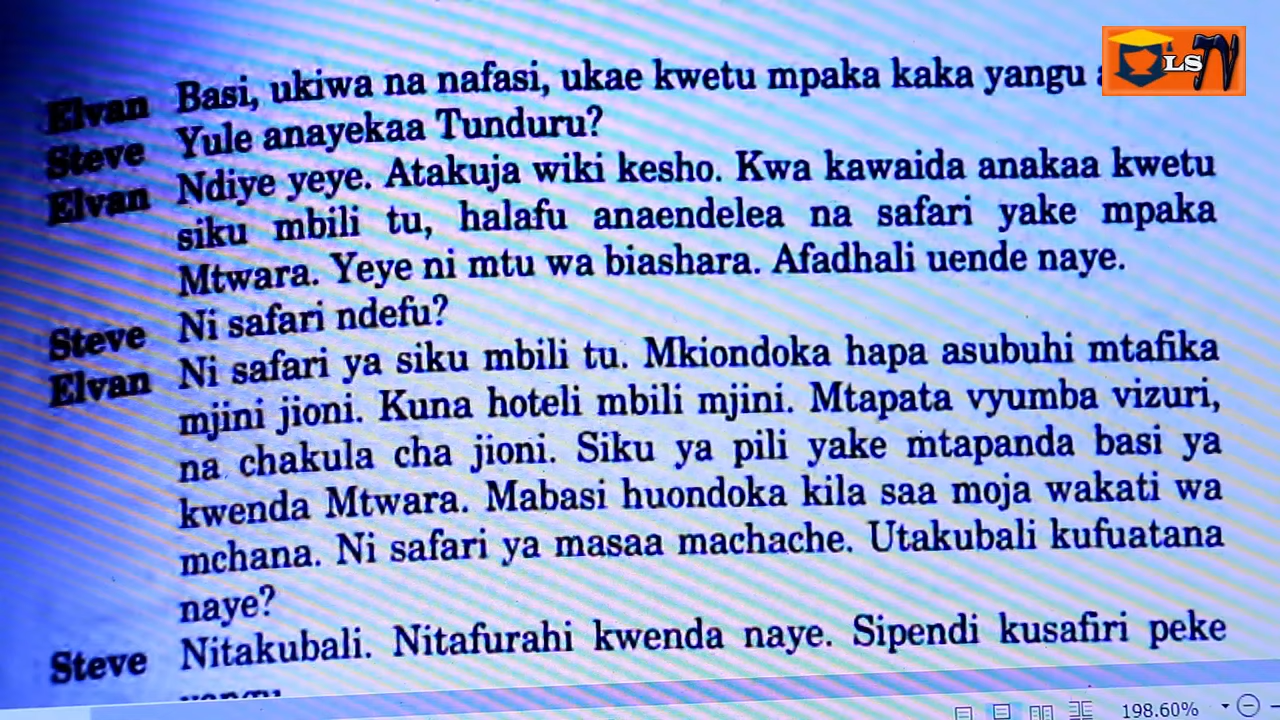 Elvan Basi, ukiwa na nafasi, ukae kwetu mpaka kaka yangu
Steve Yule anayekaa Tunduru?
Elvan Ndiye yeye. Atakuja wiki kesho. Kwa kawaida anakaa kwetu
siku mbili tu, halafu anaendelea na safari yake mpaka
Mtwara. Yeye ni mtu wa biashara. Afadhali uende naye.
Steve Ni safari ndefu?
Elvan Ni safari ya siku mbili tu. Mkiondoka hapa asubuhi mtafika
mjini jioni. Kuna hoteli mbili mjini. Mtapata vyumba vizuri,
na chakula cha jioni. Siku ya pili yake mtapanda basi ya
kwenda Mtwara. Mabasi huondoka kila saa moja wakati wa
mchana. Ni safari ya masaa machache. Utakubali kufuatana
naye?
Steve Nitakubali. Nitafurahi kwenda naye. Sipendi kusafiri peke
198.60%
LS